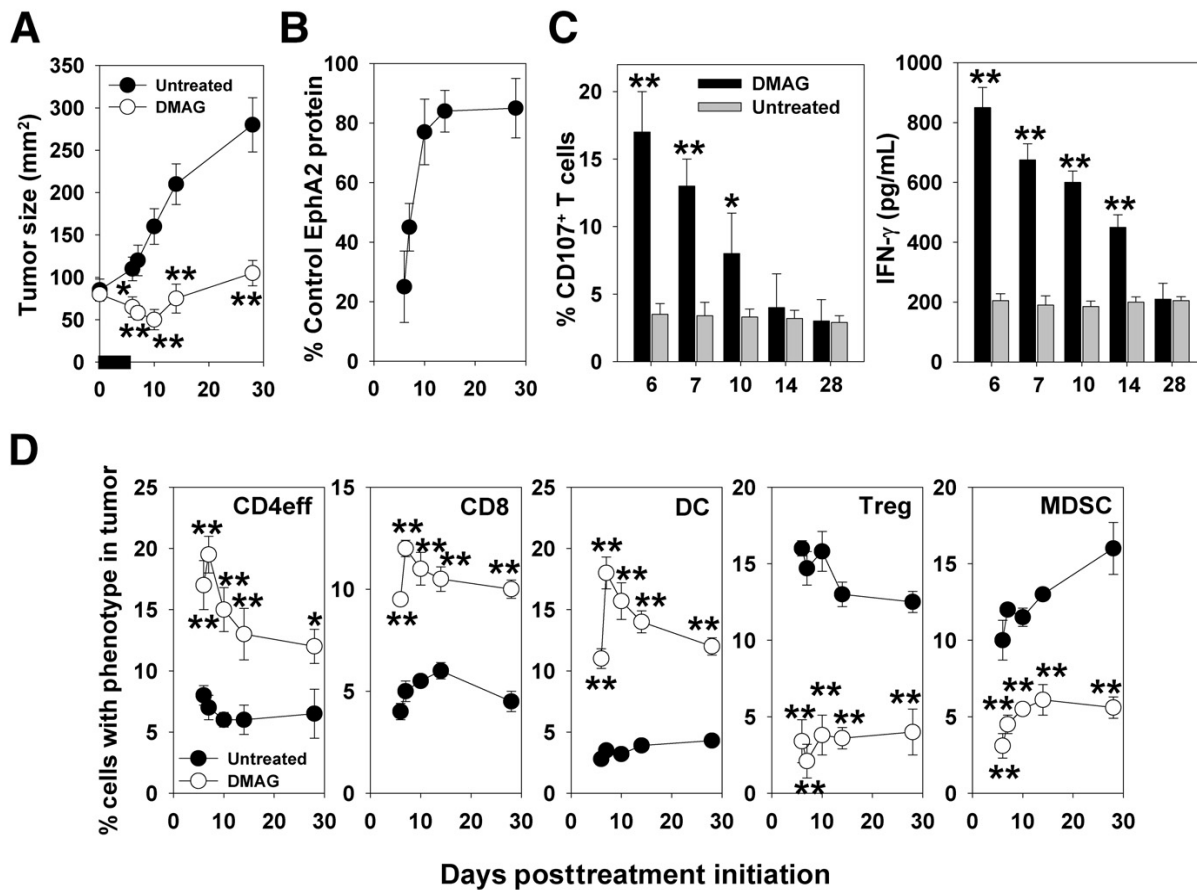 A
Tumor size (mm²)
350
300
250
200
150
100
50
0
Untreated
DMAG
*
**
**
**
**
0 10 20 30
B
% Control EphA2 protein
100
80
60
40
20
0
0 10 20 30
C
% CD107⁺ T cells
20
15
10
5
0
DMAG
Untreated
**
**
*
6 7 10 14 28
IFN-γ (pg/mL)
1000
800
600
400
200
0
**
**
**
**
6 7 10 14 28
D
% cells with phenotype in tumor
25
20
15
10
5
0
CD4eff
**
**
**
**
*
Untreated
DMAG
0 10 20 30
15
10
5
0
CD8
**
**
**
**
**
0 10 20 30
25
20
15
10
5
0
DC
**
**
**
**
**
0 10 20 30
20
15
10
5
0
Treg
**
**
**
**
**
0 10 20 30
20
15
10
5
0
MDSC
**
**
**
**
**
0 10 20 30
Days posttreatment initiation